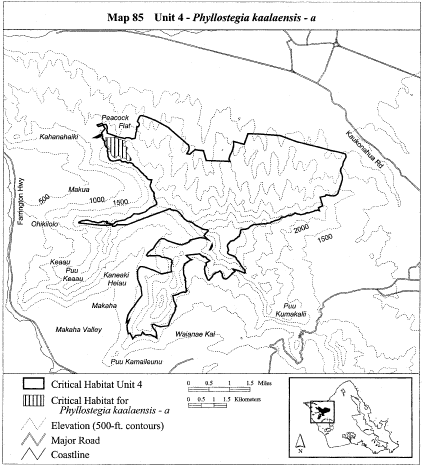 Map 85 Unit 4 - Phyllostegia kaalaensis - a
Peacock
Flat
Kahanahaiki
Kaukonahua Rd
Farrington Hwy
500
Makua
1000
1500
Ohikilolo
2000
1500
Keaau
Puu
Keaau
Kaneaki
Heiau
Makaha
Puu
Kumakalii
Makaha Valley
Waianae Kai
Puu Kamaileunu
Critical Habitat Unit 4
Critical Habitat for
Phyllostegia kaalaensis - a
Elevation (500-ft. contours)
Major Road
Coastline
0 0.5 1 1.5 Miles
0 0.5 1 1.5 Kilometers
N